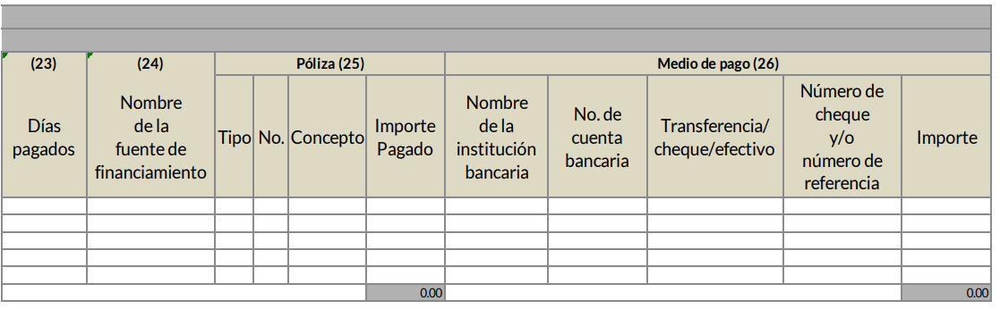 (23)
(24)
Póliza (25)
Medio de pago (26)
Días
pagados
Nombre
de la
fuente de
financiamiento
Tipo
No.
Concepto
Importe
Pagado
Nombre
de la
institución
bancaria
No. de
cuenta
bancaria
Transferencia/
cheque/efectivo
Número de
cheque
y/o
número de
referencia
Importe
0.00
0.00